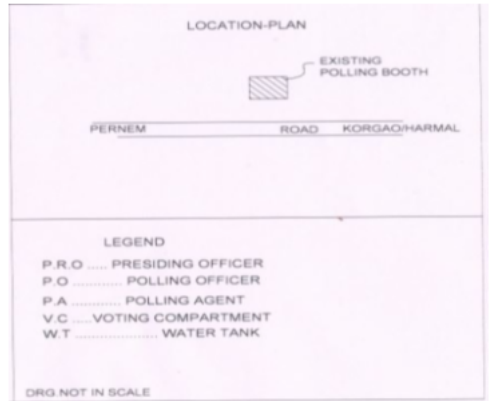 LOCATION-PLAN
EXISTING
POLLING BOOTH
PERNEM ROAD KORGAO/HARMAL
LEGEND
P.R.O ..... PRESIDING OFFICER
P.O ............ POLLING OFFICER
P.A ............ POLLING AGENT
V.C .....VOTING COMPARTMENT
W.T .................... WATER TANK
DRG.NOT IN SCALE